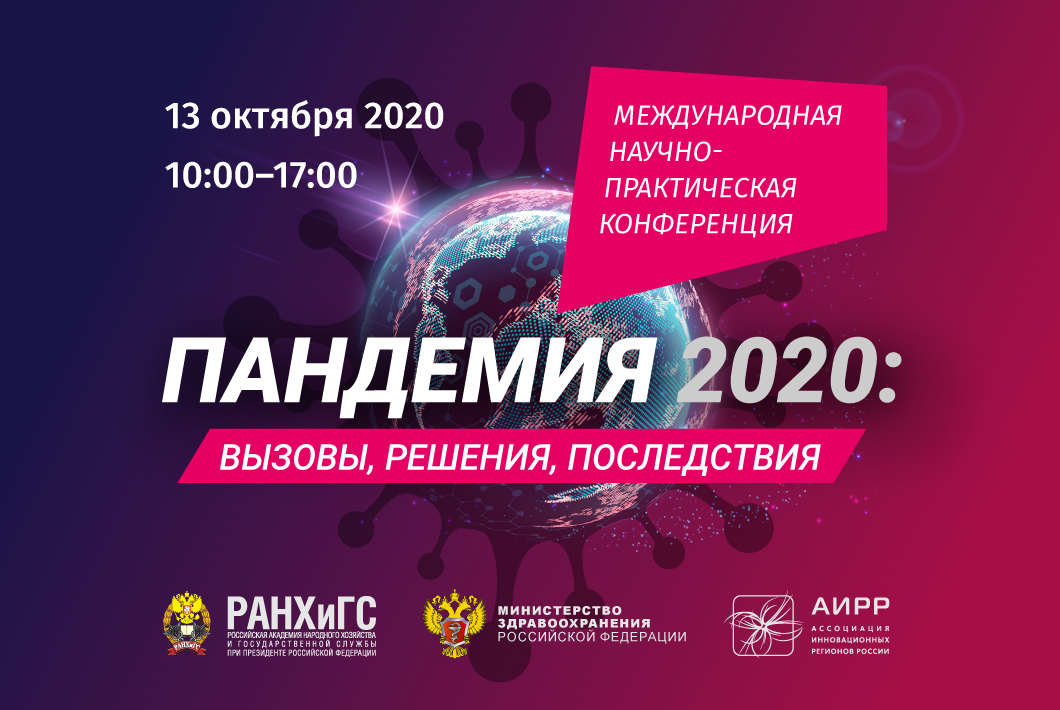 13 октября 2020
10:00–17:00
МЕЖДУНАРОДНАЯ
НАУЧНО-
ПРАКТИЧЕСКАЯ
КОНФЕРЕНЦИЯ
ПАНДЕМИЯ 2020:
ВЫЗОВЫ, РЕШЕНИЯ, ПОСЛЕДСТВИЯ
РАНХиГС
РАНХиГС
РОССИЙСКАЯ АКАДЕМИЯ НАРОДНОГО ХОЗЯЙСТВА
И ГОСУДАРСТВЕННОЙ СЛУЖБЫ
ПРИ ПРЕЗИДЕНТЕ РОССИЙСКОЙ ФЕДЕРАЦИИ
МИНИСТЕРСТВО
ЗДРАВООХРАНЕНИЯ
РОССИЙСКОЙ ФЕДЕРАЦИИ
АИРР
АССОЦИАЦИЯ
ИННОВАЦИОННЫХ
РЕГИОНОВ РОССИИ